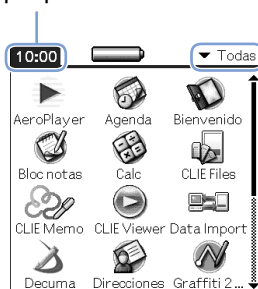 10:00
Todas
AeroPlayer Agenda Bienvenido
Bloc notas Calc CLIE Files
CLIE Memo CLIE Viewer Data Import
Decuma Direcciones Graffiti 2...